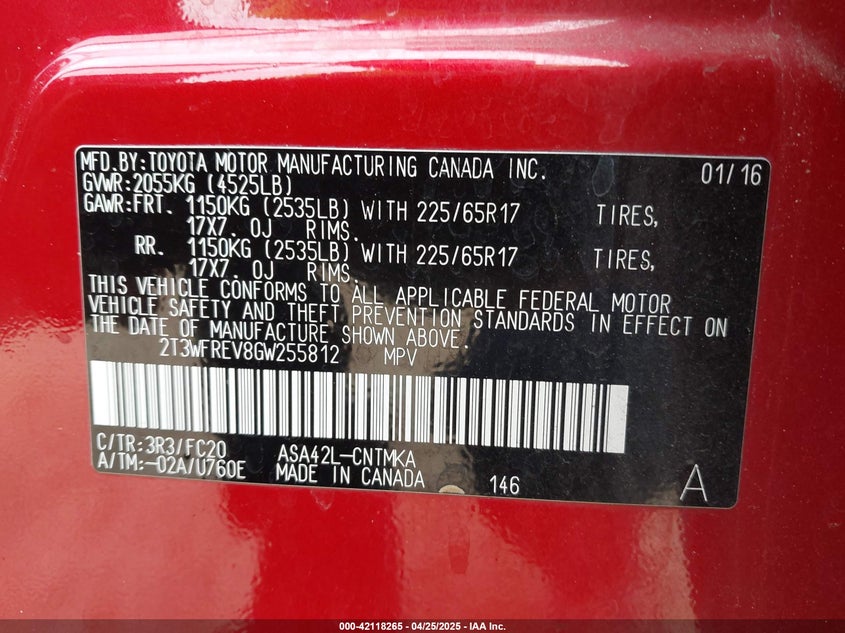 MFD.BY:TOYOTA MOTOR MANUFACTURING CANADA INC. 01/16
GVWR:2055KG (4525LB)
GAWR:FRT. 1150KG (2535LB) WITH 225/65R17 TIRES,
17X7.0J RIMS.
RR. 1150KG (2535LB) WITH 225/65R17 TIRES,
17X7.0J RIMS.
THIS VEHICLE CONFORMS TO ALL APPLICABLE FEDERAL MOTOR
VEHICLE SAFETY AND THEFT PREVENTION STANDARDS IN EFFECT ON
THE DATE OF MANUFACTURE SHOWN ABOVE.
2T3WFREV8GW255812 MPV
C/TR:3R3/FC20 ASA42L-CNTMKA
A/TM:-02A/U760E MADE IN CANADA 146 A
000-42118265 - 04/25/2025 - IAA Inc.